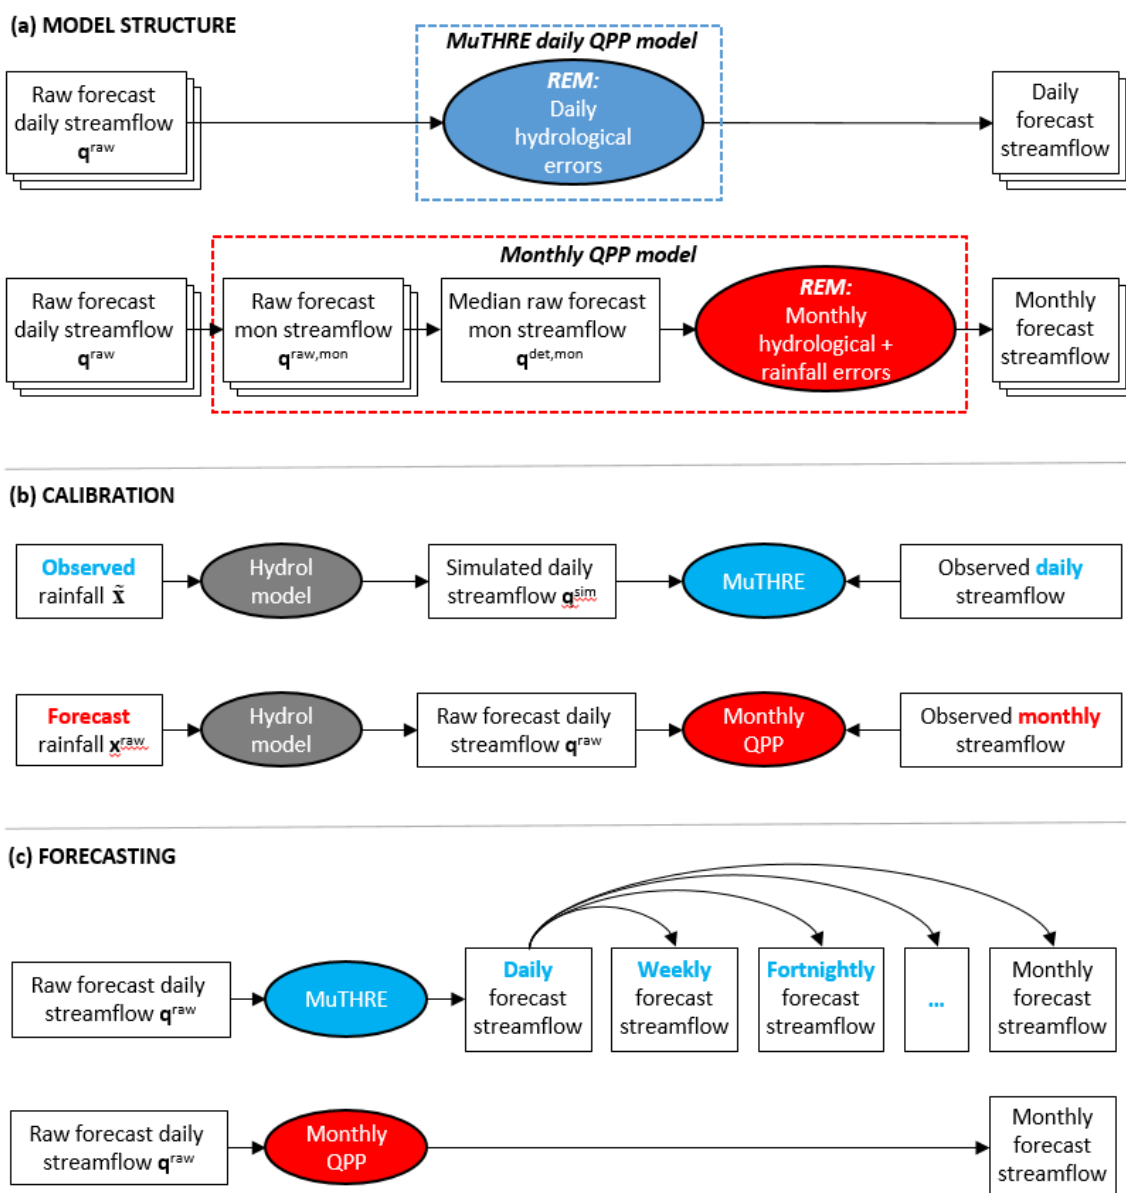 (a) MODEL STRUCTURE
MuTHRE daily QPP model
Raw forecast
daily streamflow
q^raw
REM:
Daily
hydrological
errors
Daily
forecast
streamflow
Monthly QPP model
Raw forecast
daily streamflow
q^raw
Raw forecast
mon streamflow
q^raw,mon
Median raw forecast
mon streamflow
q^det,mon
REM:
Monthly
hydrological +
rainfall errors
Monthly
forecast
streamflow
(b) CALIBRATION
Observed
rainfall x̃
Hydrol
model
Simulated daily
streamflow q^sim
MuTHRE
Observed daily
streamflow
Forecast
rainfall x^raw
Hydrol
model
Raw forecast daily
streamflow q^raw
Monthly
QPP
Observed monthly
streamflow
(c) FORECASTING
Raw forecast daily
streamflow q^raw
MuTHRE
Daily
forecast
streamflow
Weekly
forecast
streamflow
Fortnightly
forecast
streamflow
...
Monthly
forecast
streamflow
Raw forecast daily
streamflow q^raw
Monthly
QPP
Monthly
forecast
streamflow